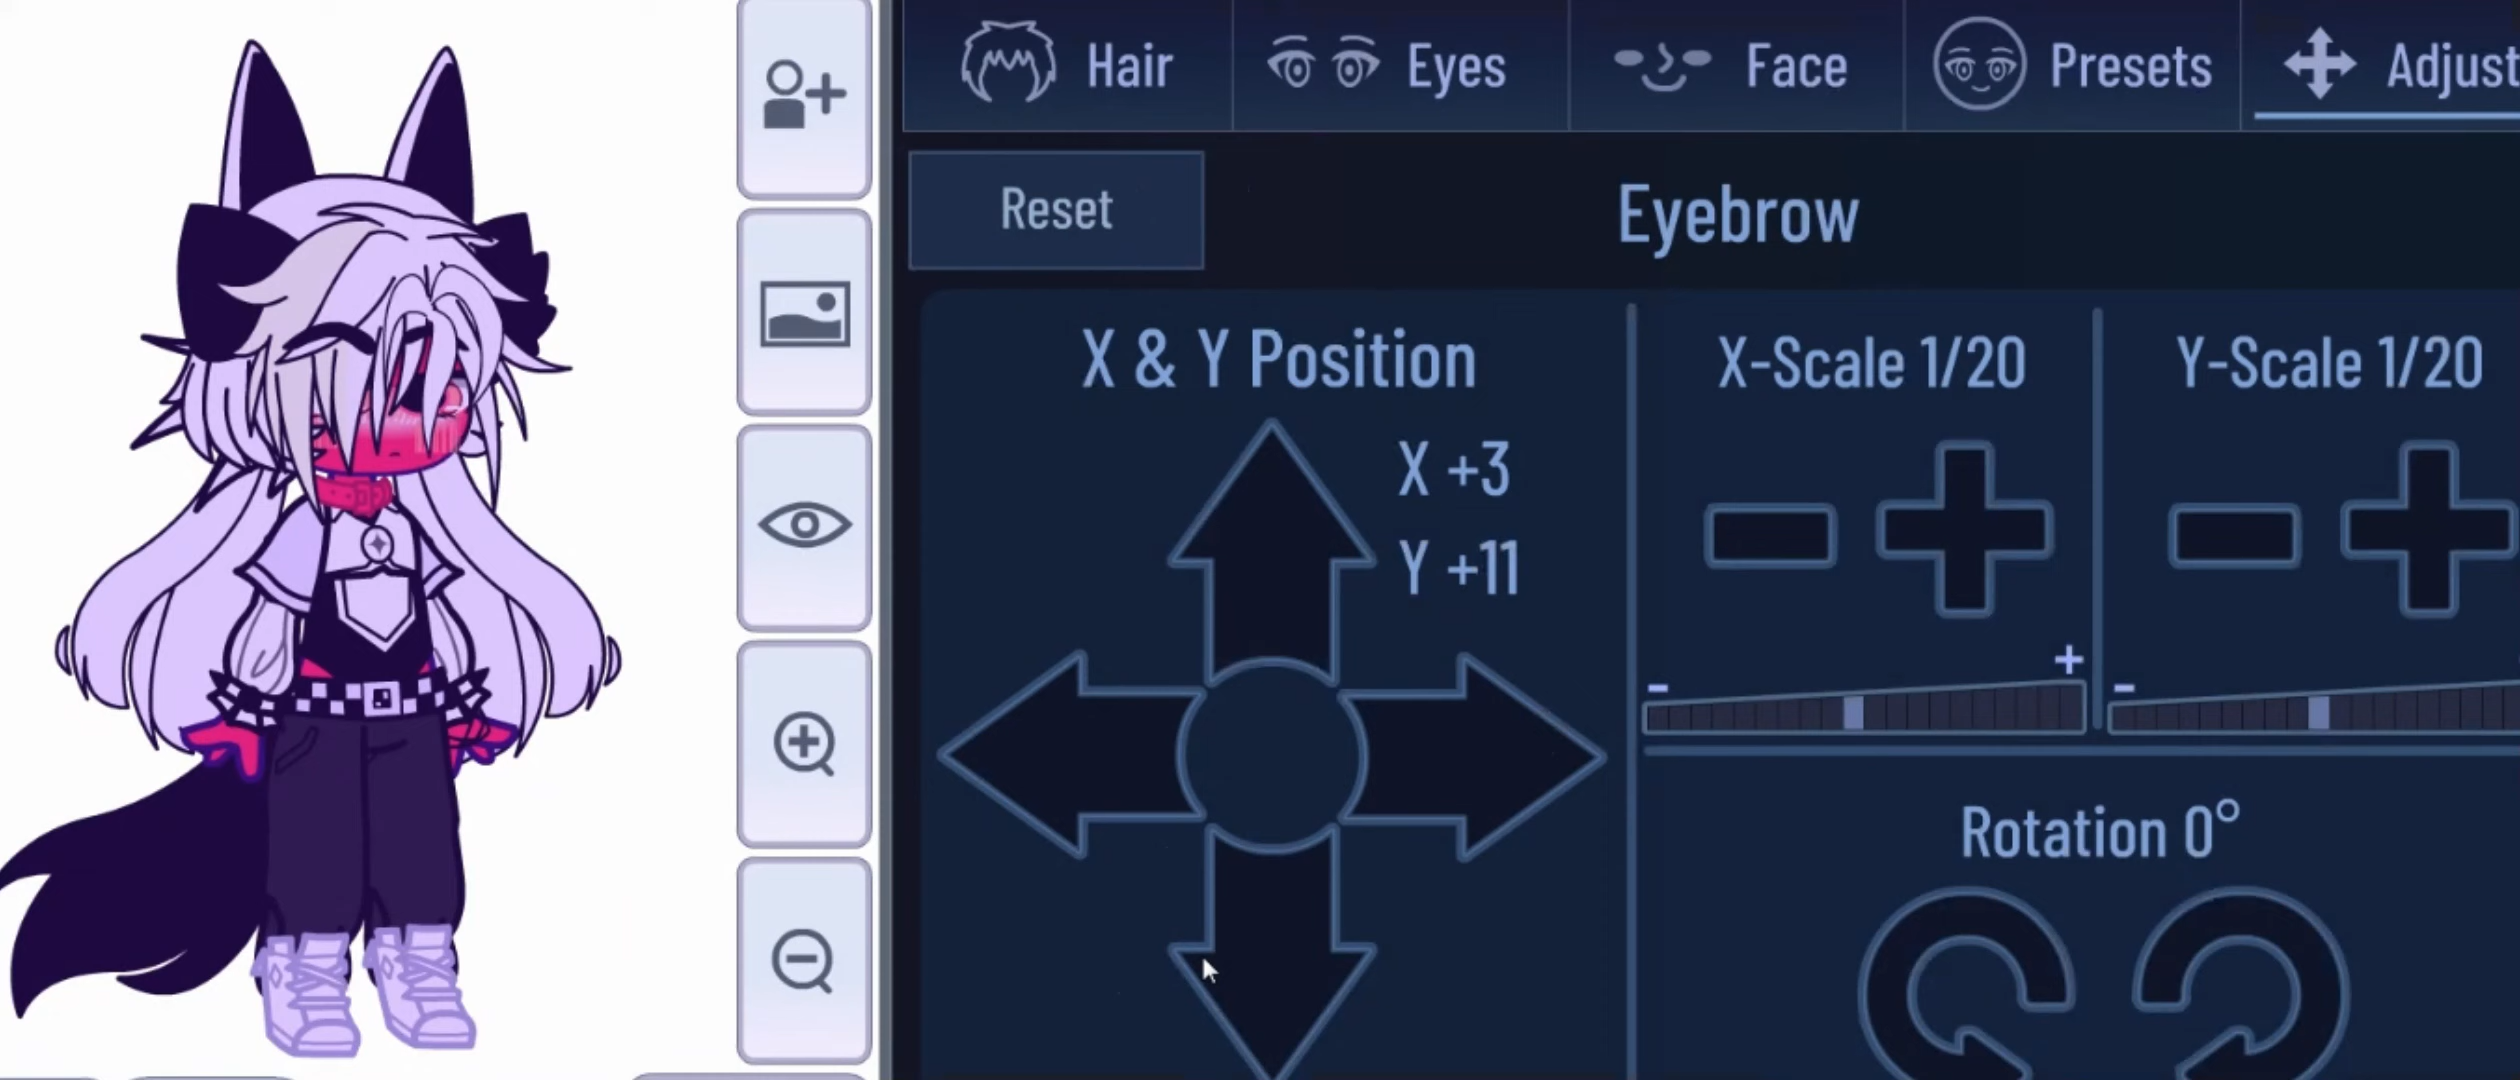 Hair
Eyes
Face
Presets
Adjust
Reset
Eyebrow
X & Y Position
X +3
Y +11
X-Scale 1/20
Y-Scale 1/20
- +
-
Rotation 0°